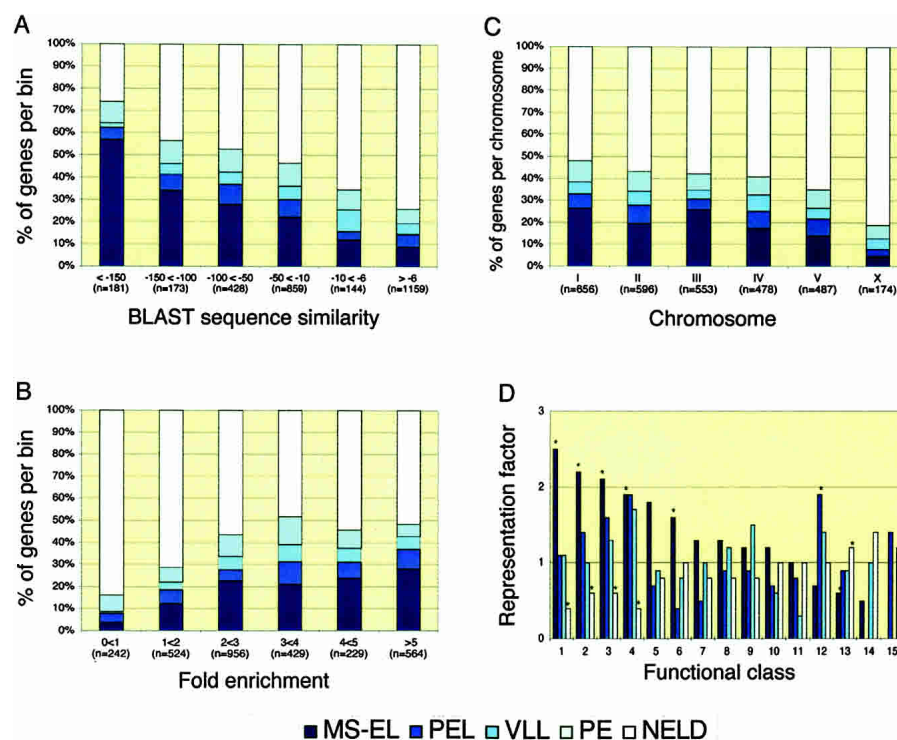 A
100%
90%
80%
70%
60%
50%
40%
30%
20%
10%
0%
% of genes per bin
< -150 -150 < -100 -100 < -50 -50 < -10 -10 < -6 > -6
(n=181) (n=173) (n=428) (n=859) (n=144) (n=1159)
BLAST sequence similarity
C
100%
90%
80%
70%
60%
50%
40%
30%
20%
10%
0%
% of genes per chromosome
I II III IV V X
(n=656) (n=596) (n=553) (n=478) (n=487) (n=174)
Chromosome
B
100%
90%
80%
70%
60%
50%
40%
30%
20%
10%
0%
% of genes per bin
0<1 1<2 2<3 3<4 4<5 >5
(n=242) (n=524) (n=956) (n=429) (n=229) (n=564)
Fold enrichment
D
3
2
1
0
Representation factor
* * * * * * * * * * * *
1 2 3 4 5 6 7 8 9 10 11 12 13 14 15
Functional class
MS-EL PEL VLL PE NELD